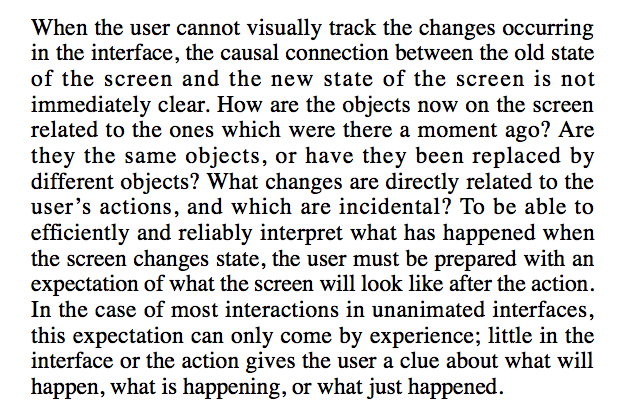 When the user cannot visually track the changes occurring
in the interface, the causal connection between the old state
of the screen and the new state of the screen is not
immediately clear. How are the objects now on the screen
related to the ones which were there a moment ago? Are
they the same objects, or have they been replaced by
different objects? What changes are directly related to the
user’s actions, and which are incidental? To be able to
efficiently and reliably interpret what has happened when
the screen changes state, the user must be prepared with an
expectation of what the screen will look like after the action.
In the case of most interactions in unanimated interfaces,
this expectation can only come by experience; little in the
interface or the action gives the user a clue about what will
happen, what is happening, or what just happened.